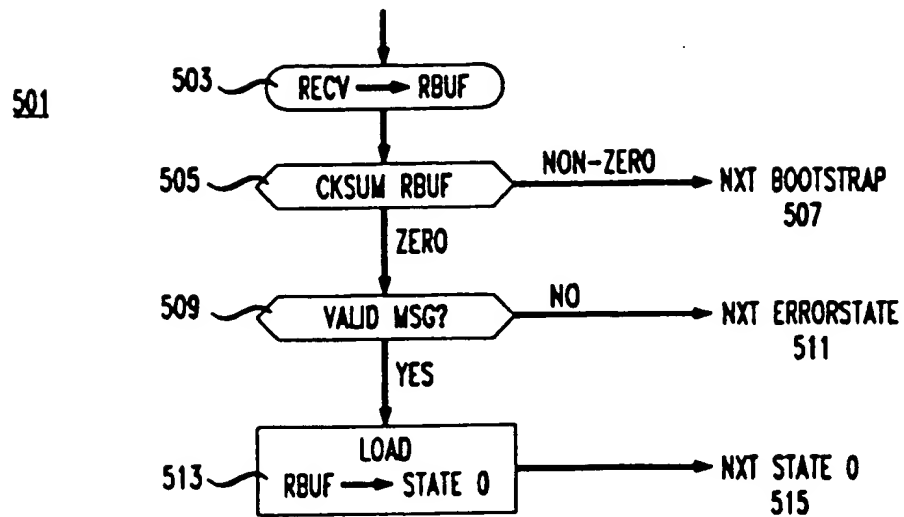 501
503
RECV → RBUF
505
CKSUM RBUF
NON-ZERO
NXT BOOTSTRAP
507
ZERO
509
VALID MSG?
NO
NXT ERRORSTATE
511
YES
513
LOAD
RBUF → STATE 0
NXT STATE 0
515